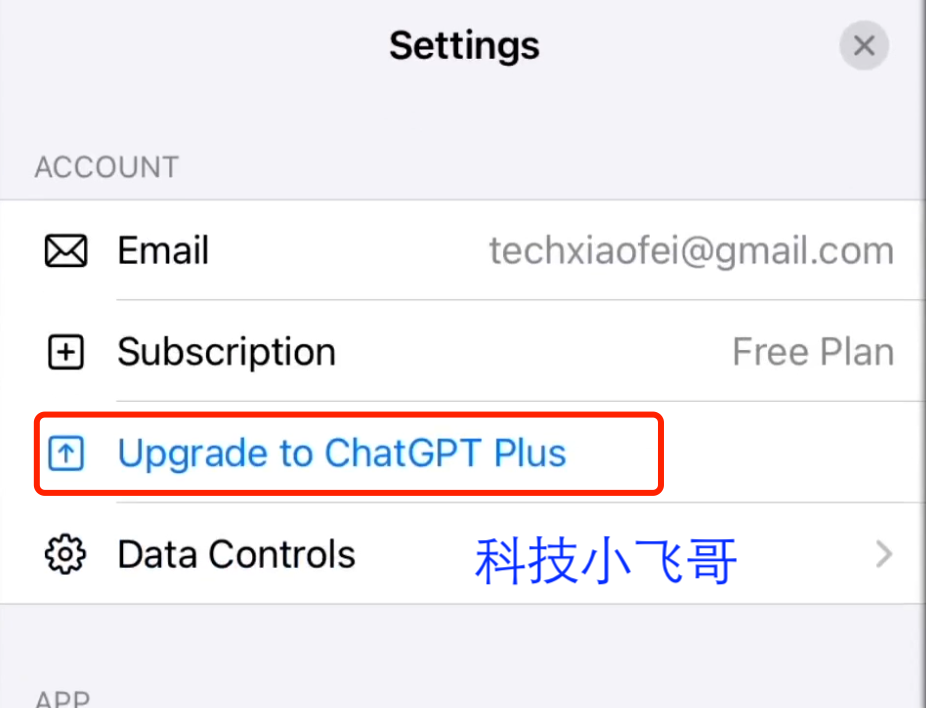 Settings
ACCOUNT
Email techxiaofei@gmail.com
Subscription Free Plan
Upgrade to ChatGPT Plus
Data Controls 科技小飞哥
APP